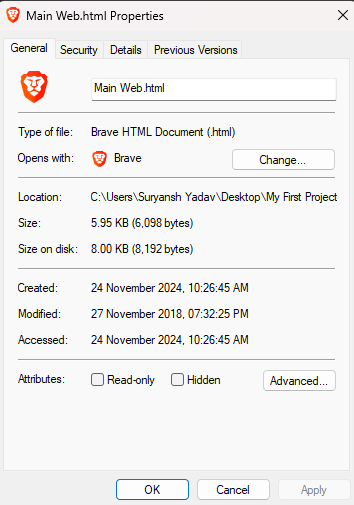 Main Web.html Properties
General Security Details Previous Versions
Main Web.html
Type of file: Brave HTML Document (.html)
Opens with: Brave Change...
Location: C:\Users\Suryansh Yadav\Desktop\My First Project
Size: 5.95 KB (6,098 bytes)
Size on disk: 8.00 KB (8,192 bytes)
Created: 24 November 2024, 10:26:45 AM
Modified: 27 November 2018, 07:32:25 PM
Accessed: 24 November 2024, 10:26:45 AM
Attributes: Read-only Hidden Advanced...
OK Cancel Apply